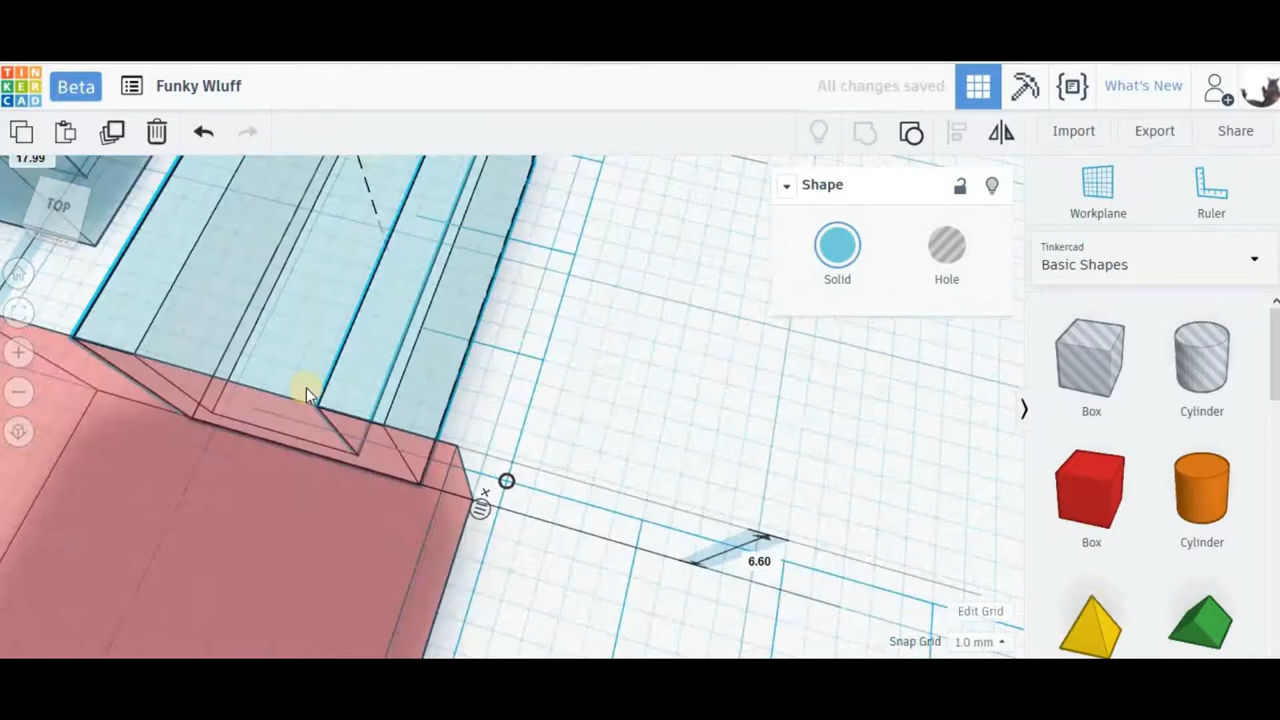 TIN
KER
CAD
Beta
Funky Wluff
All changes saved
What's New
Import
Export
Share
17.99
TOP
Shape
Solid
Hole
Workplane
Ruler
Tinkercad
Basic Shapes
Box
Cylinder
Box
Cylinder
6.60
Edit Grid
Snap Grid 1.0 mm